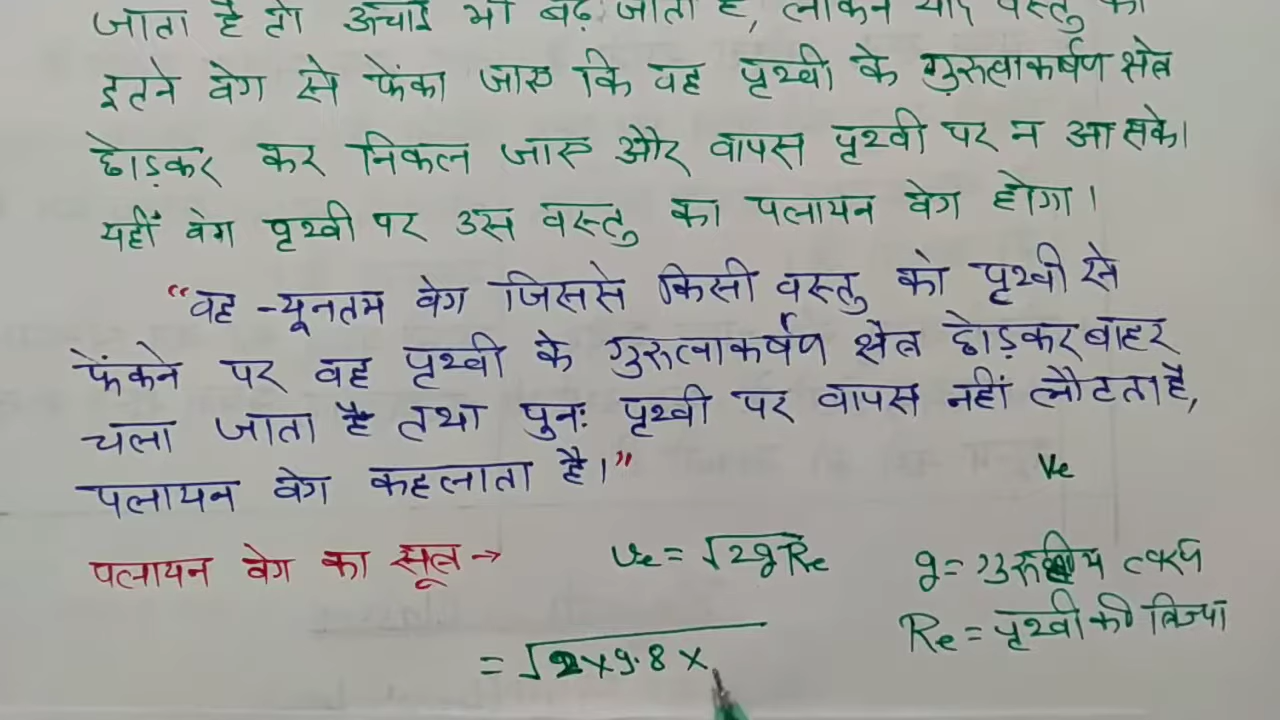 जाता है तो ऊंचाई भी बढ़ जाती है, लेकिन यदि वस्तु को
इतने वेग से फेंका जाए कि वह पृथ्वी के गुरुत्वाकर्षण क्षेत्र
छोड़कर कर निकल जाए और वापस पृथ्वी पर न आ सके।
यहीं वेग पृथ्वी पर उस वस्तु का पलायन वेग होगा।
“वह न्यूनतम वेग जिससे किसी वस्तु को पृथ्वी से
फेंकने पर वह पृथ्वी के गुरुत्वाकर्षण क्षेत्र छोड़कर बाहर
चला जाता है तथा पुनः पृथ्वी पर वापस नहीं लौटता है,
पलायन वेग कहलाता है।”
Ve
पलायन वेग का सूत्र → ve = √2gRe
g = गुरुत्वीय त्वरण
Re = पृथ्वी की त्रिज्या
= √2×9.8×